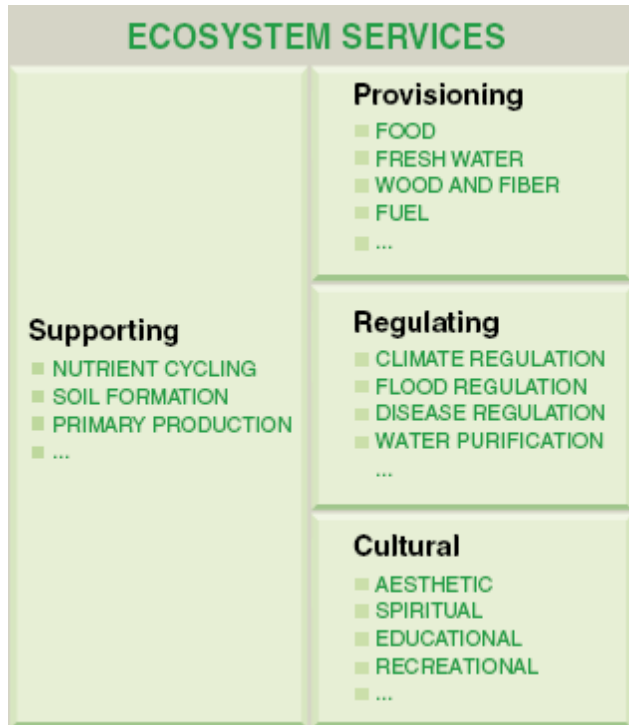 ECOSYSTEM SERVICES
Supporting
NUTRIENT CYCLING
SOIL FORMATION
PRIMARY PRODUCTION
...
Provisioning
FOOD
FRESH WATER
WOOD AND FIBER
FUEL
...
Regulating
CLIMATE REGULATION
FLOOD REGULATION
DISEASE REGULATION
WATER PURIFICATION
...
Cultural
AESTHETIC
SPIRITUAL
EDUCATIONAL
RECREATIONAL
...